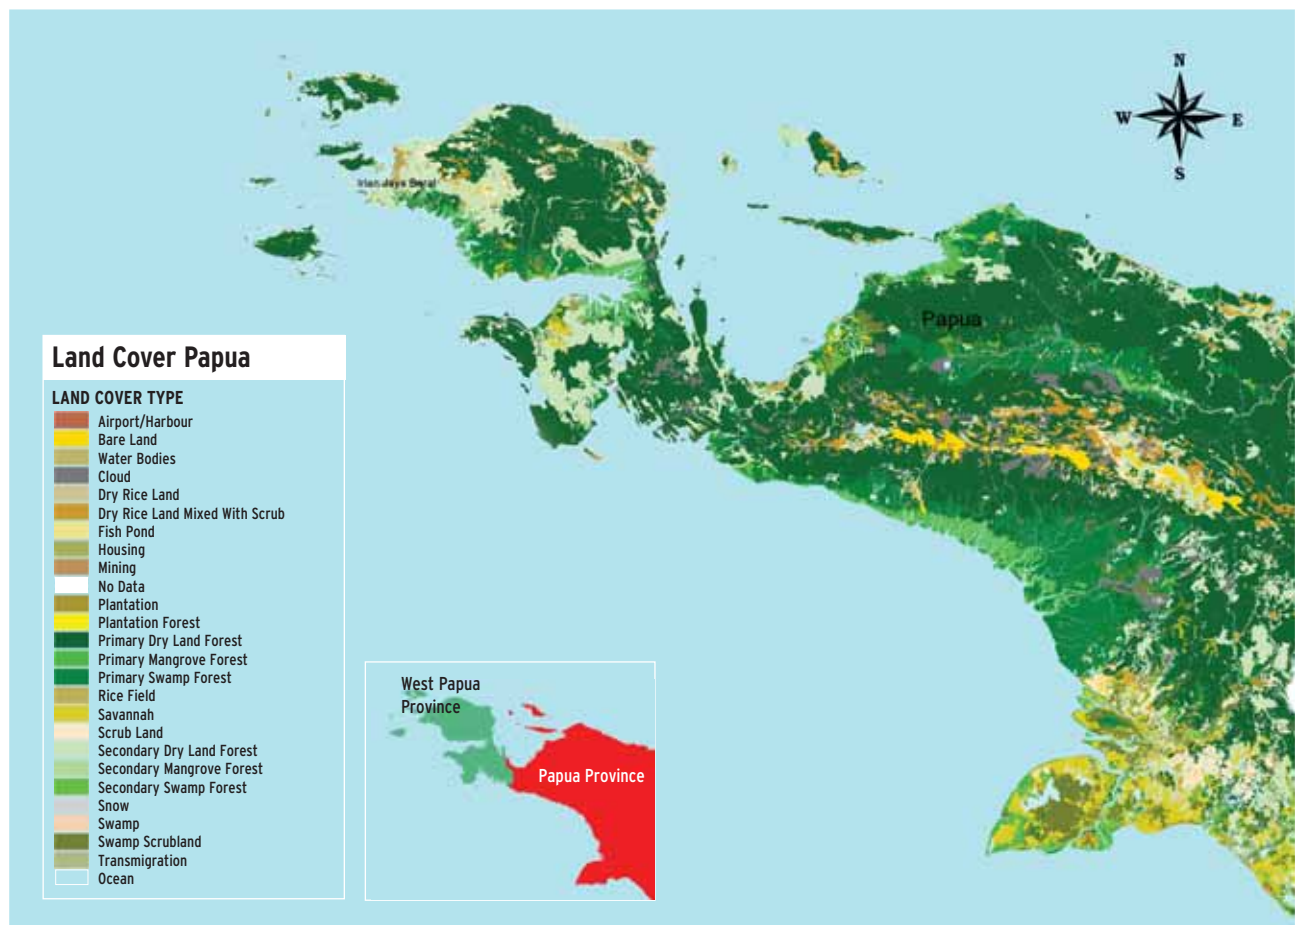 N
W
E
S
Irian Jaya Barat
Papua
Land Cover Papua
LAND COVER TYPE
Airport/Harbour
Bare Land
Water Bodies
Cloud
Dry Rice Land
Dry Rice Land Mixed With Scrub
Fish Pond
Housing
Mining
No Data
Plantation
Plantation Forest
Primary Dry Land Forest
Primary Mangrove Forest
Primary Swamp Forest
Rice Field
Savannah
Scrub Land
Secondary Dry Land Forest
Secondary Mangrove Forest
Secondary Swamp Forest
Snow
Swamp
Swamp Scrubland
Transmigration
Ocean
West Papua
Province
Papua Province